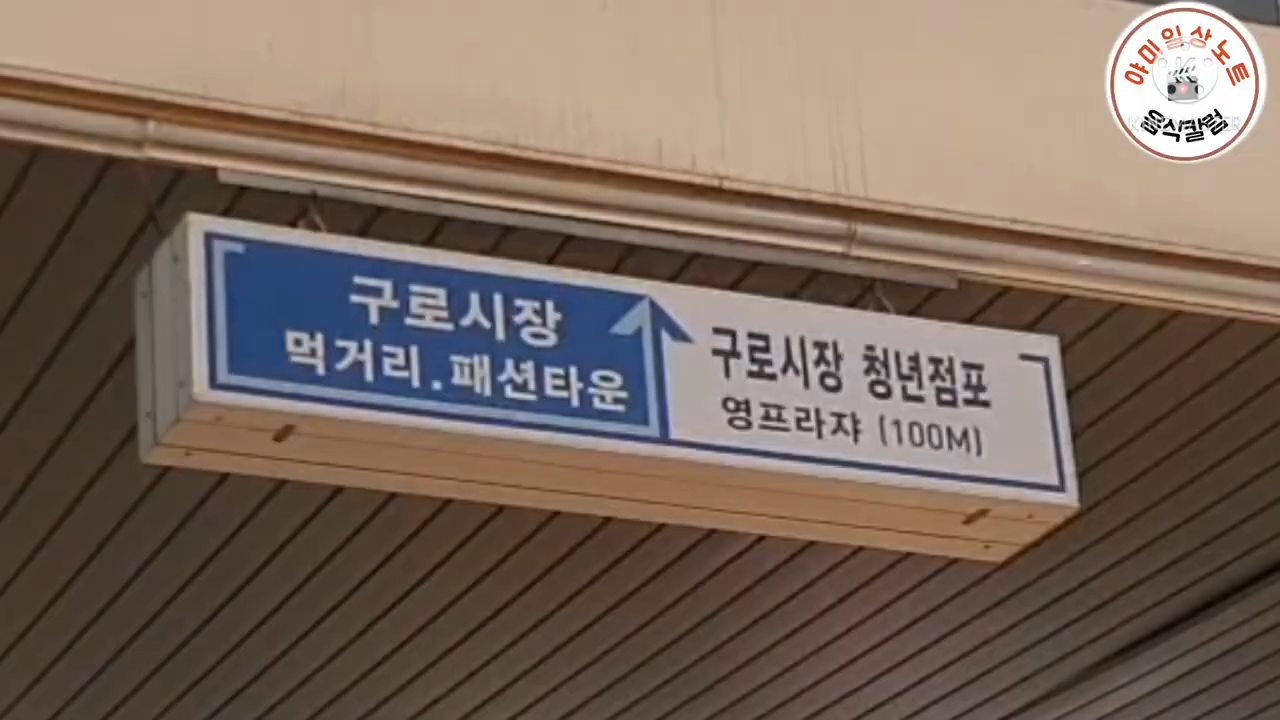 야미일상노트
음식칼럼
구로시장
먹거리.패션타운
구로시장 청년점포
영프라쟈 (100M)